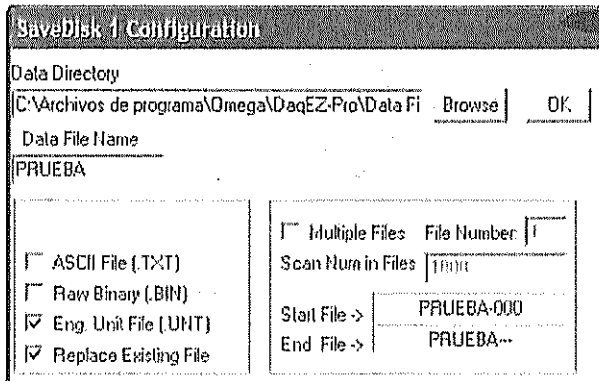 SaveDisk 1 Configuration
Data Directory
C:\Archivos de programa\Omega\DaqEZ-Pro\Data Fi Browse OK
Data File Name
PRUEBA
Multiple Files File Number 1
ASCII File (.TXT) Scan Num in Files 1000
Raw Binary (.BIN)
Start File -> PRUEBA-000
Eng. Unit File (.UNT)
End File -> PRUEBA---
Replace Existing File